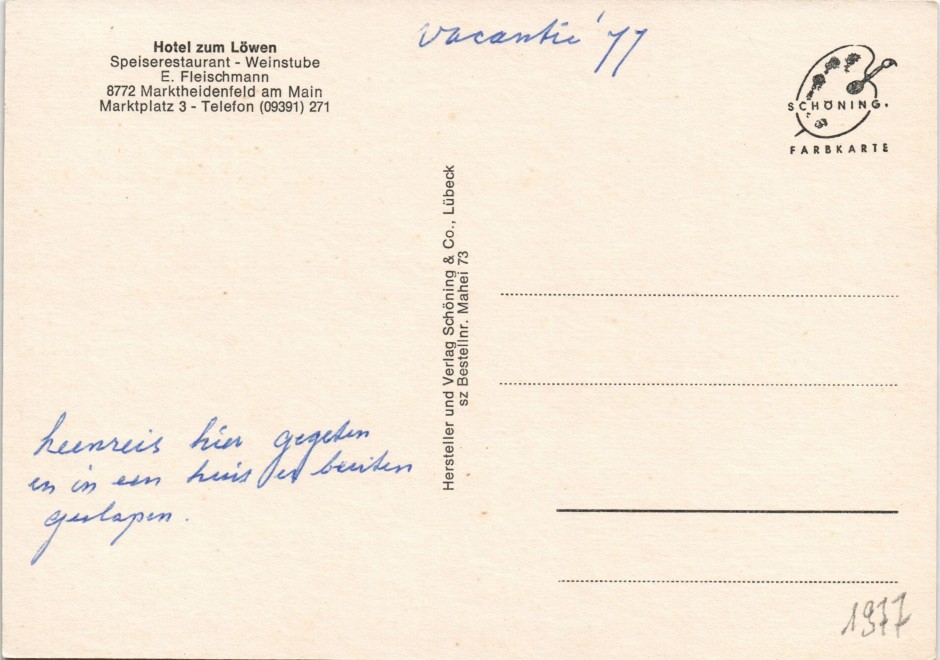 vacantie '77
Hotel zum Löwen
Speiserestaurant - Weinstube
E. Fleischmann
8772 Marktheidenfeld am Main
Marktplatz 3 - Telefon (09391) 271
SCHÖNING.
FARBKARTE
Hersteller und Verlag Schöning & Co., Lübeck
sz Bestellnr. Mahei 73
heenreis hier gegeten
en in een huis er buiten
geslapen.
1977